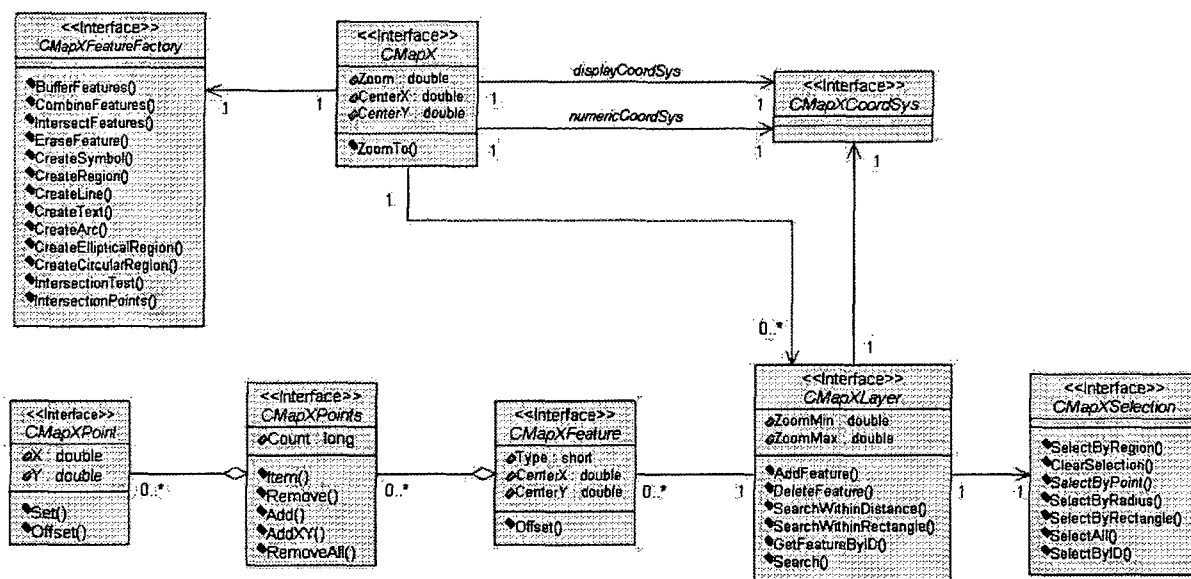 <<Interface>>
CMapXFeatureFactory
BufferFeatures()
CombineFeatures()
IntersectFeatures()
EraseFeature()
CreateSymbol()
CreateRegion()
CreateLine()
CreateText()
CreateArc()
CreateEllipticalRegion()
CreateCircularRegion()
IntersectionTest()
IntersectionPoints()
1
1
<<Interface>>
CMapX
Zoom : double
CenterX : double
CenterY : double
ZoomTo()
displayCoordSys
1
1
numericCoordSys
1
1
<<Interface>>
CMapXCoordSys
1
1
0..*
1
<<Interface>>
CMapXPoint
X : double
Y : double
Set()
Offset()
0..*
<<Interface>>
CMapXPoints
Count : long
Item()
Remove()
Add()
AddXY()
RemoveAll()
0..*
<<Interface>>
CMapXFeature
Type : short
CenterX : double
CenterY : double
Offset()
0..*
1
<<Interface>>
CMapXLayer
ZoomMin : double
ZoomMax : double
AddFeature()
DeleteFeature()
SearchWithinDistance()
SearchWithinRectangle()
GetFeatureByID()
Search()
1
1
<<Interface>>
CMapXSelection
SelectByRegion()
ClearSelection()
SelectByPoint()
SelectByRadius()
SelectByRectangle()
SelectAll()
SelectByID()